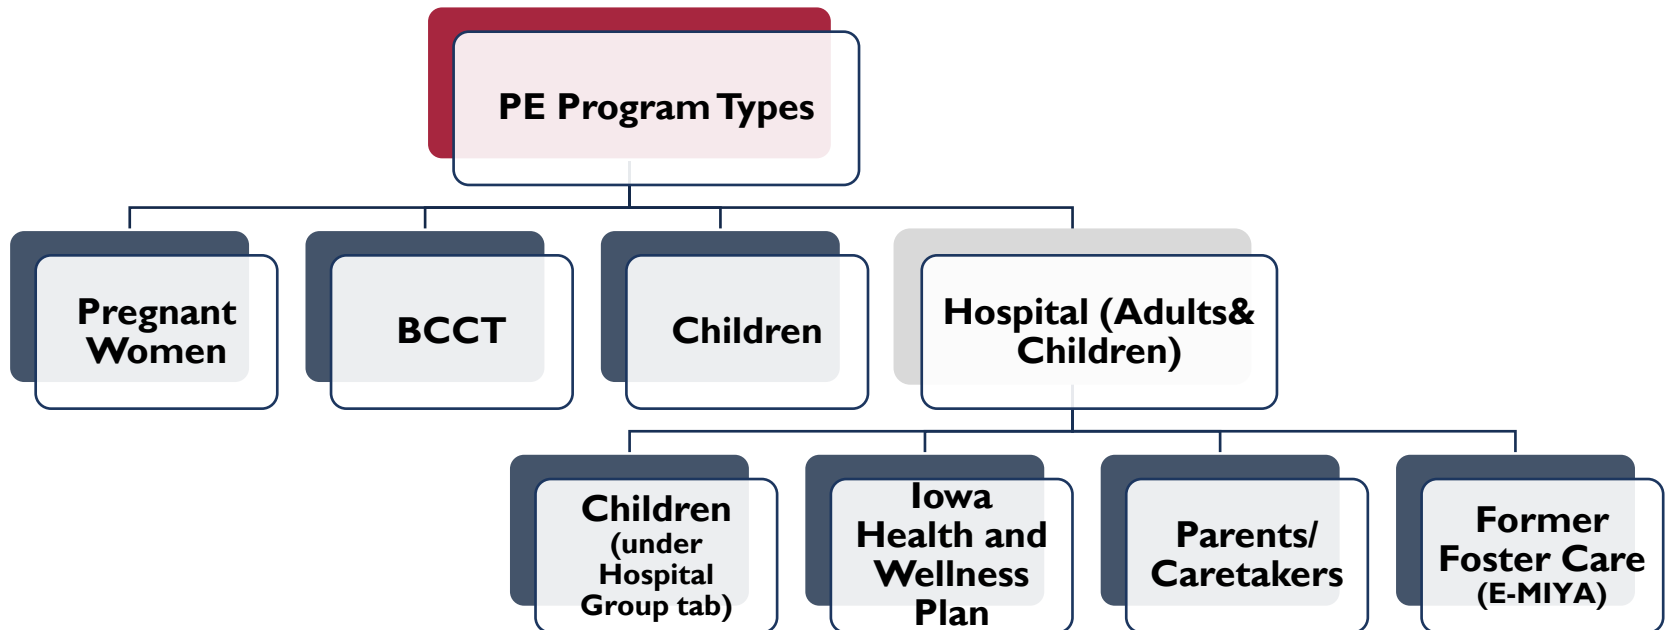 PE Program Types
Pregnant
Women
BCCT
Children
Hospital (Adults&
Children)
Children
(under
Hospital
Group tab)
Iowa
Health and
Wellness
Plan
Parents/
Caretakers
Former
Foster Care
(E-MIYA)